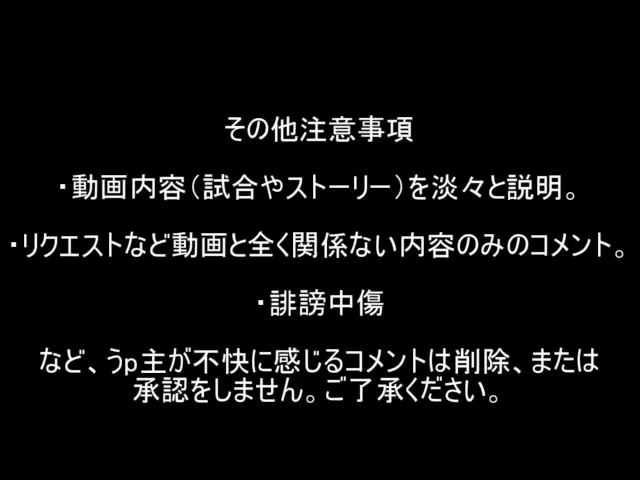 その他注意事項
・動画内容(試合やストーリー)を淡々と説明。
・リクエストなど動画と全く関係ない内容のみのコメント。
・誹謗中傷
など、うp主が不快に感じるコメントは削除、または
承認をしません。ご了承ください。